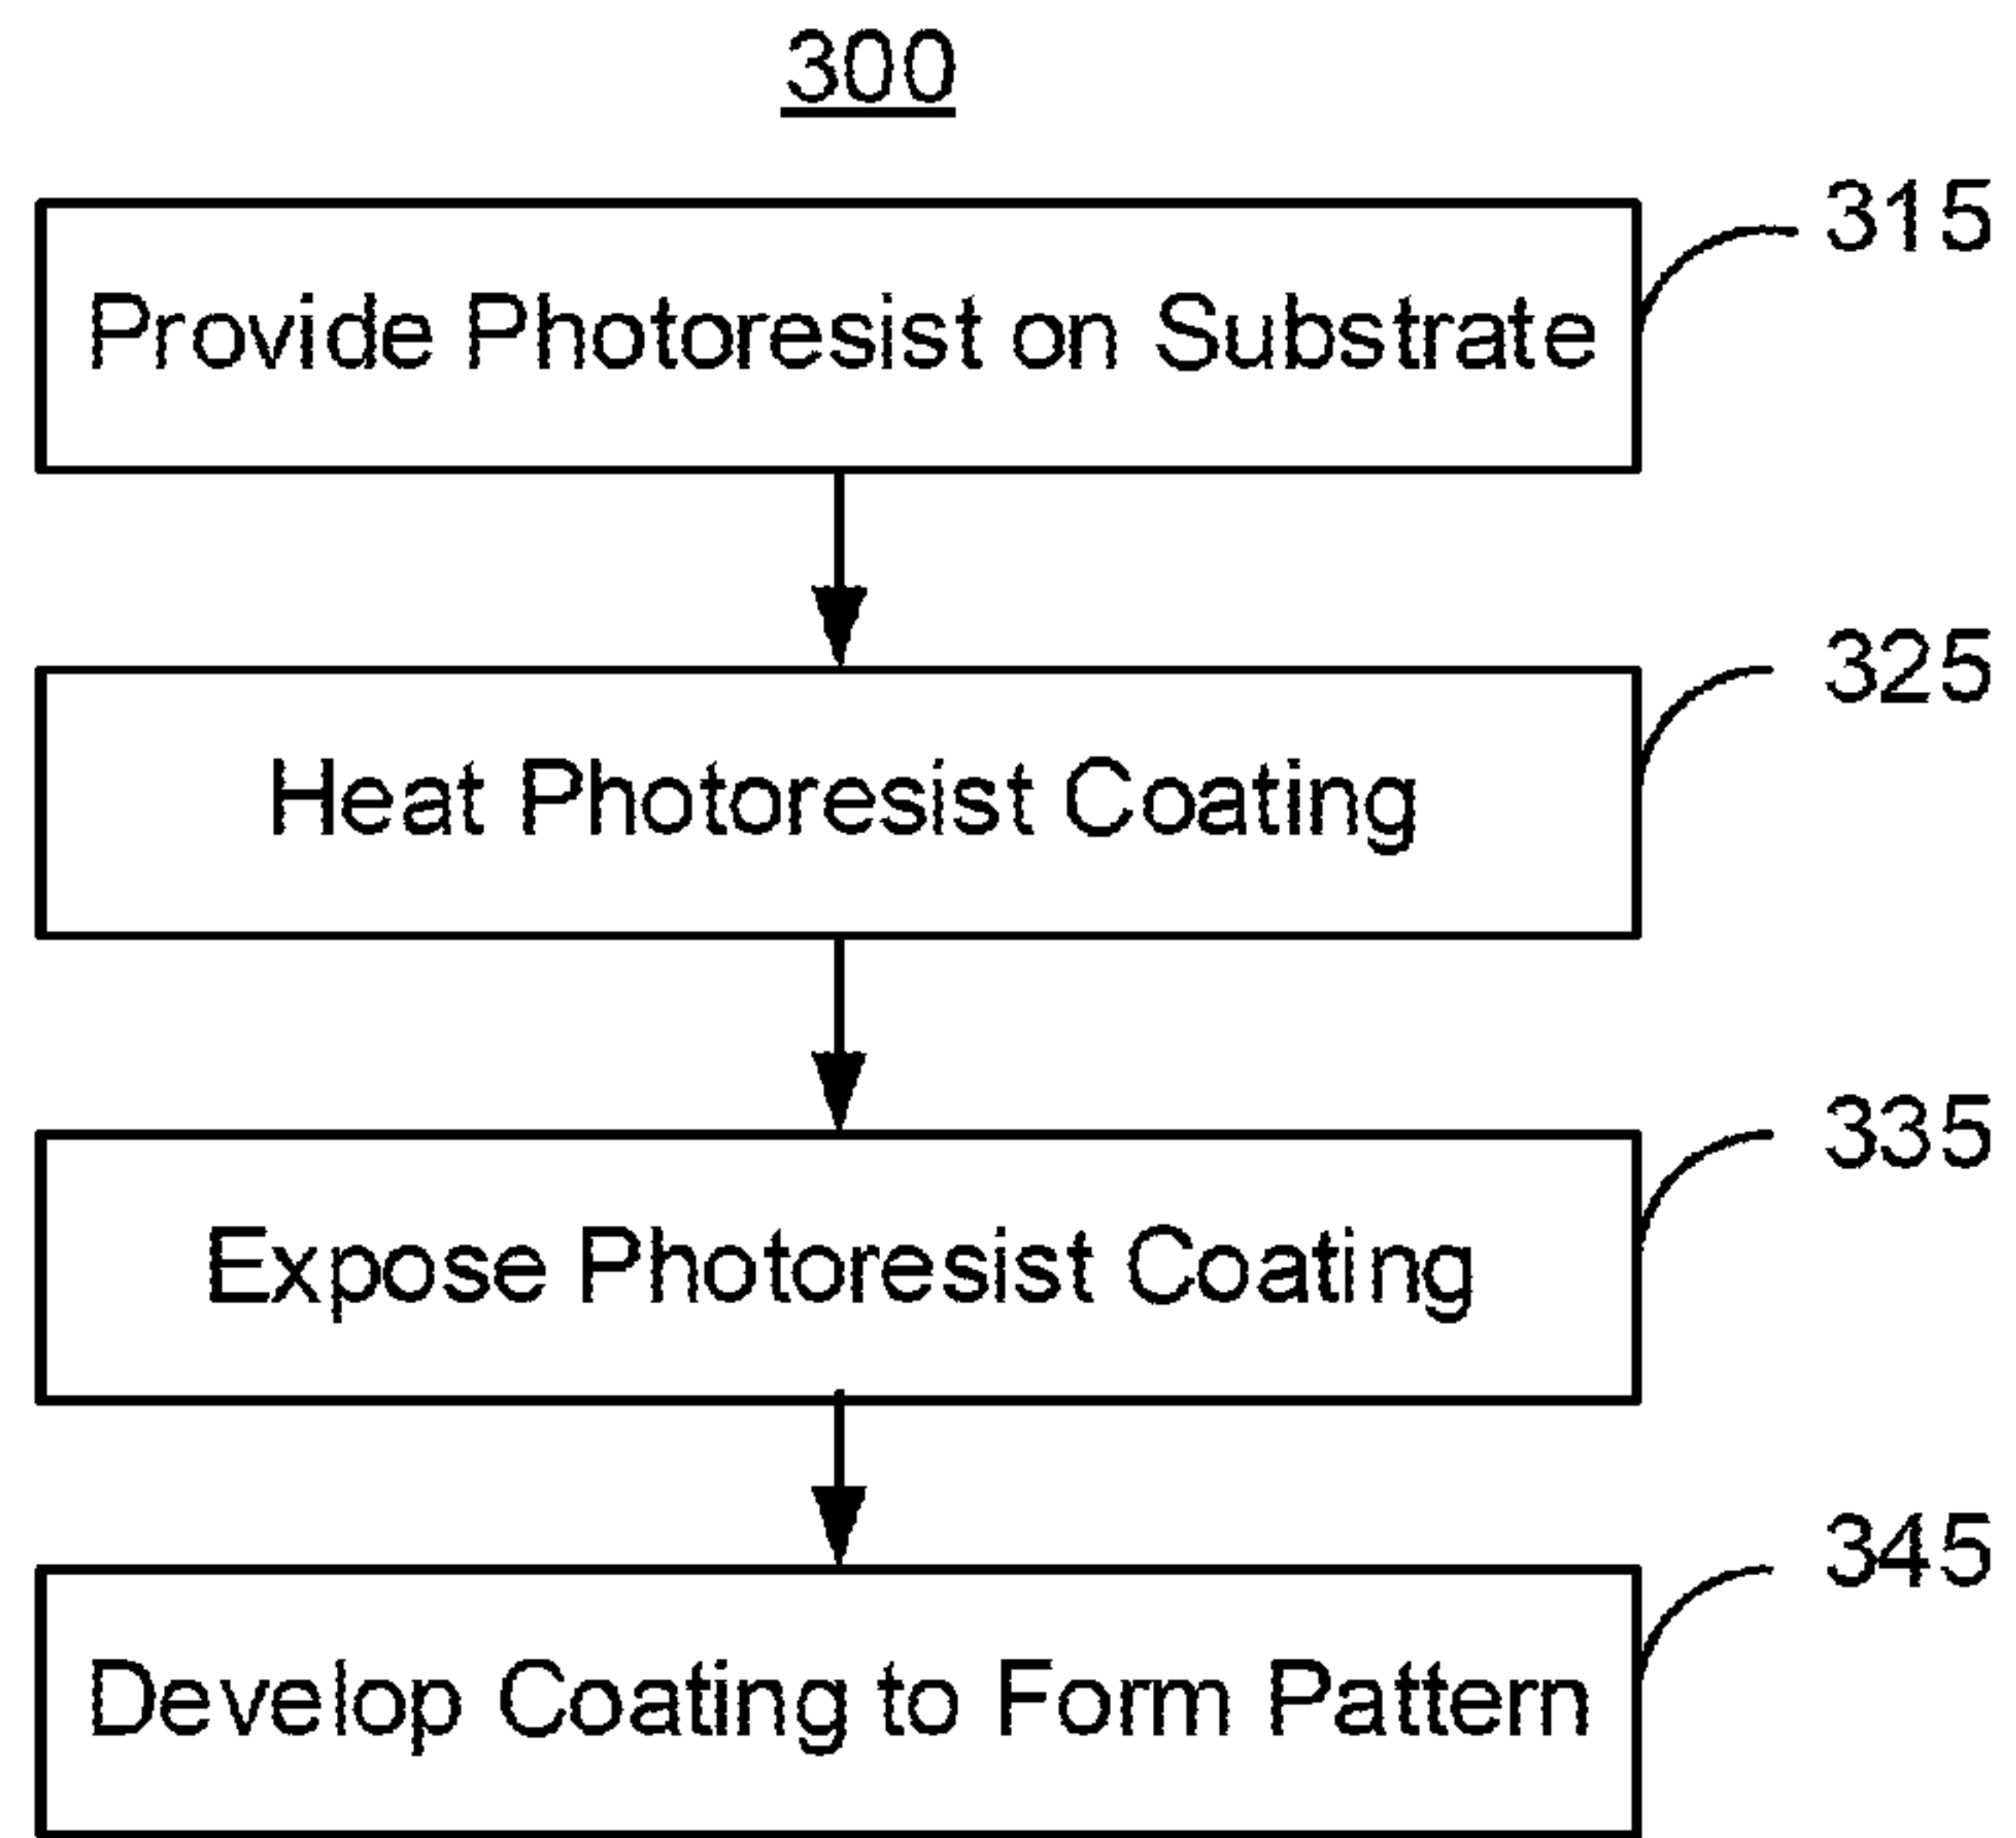 300
315
Provide Photoresist on Substrate
325
Heat Photoresist Coating
335
Expose Photoresist Coating
345
Develop Coating to Form Pattern